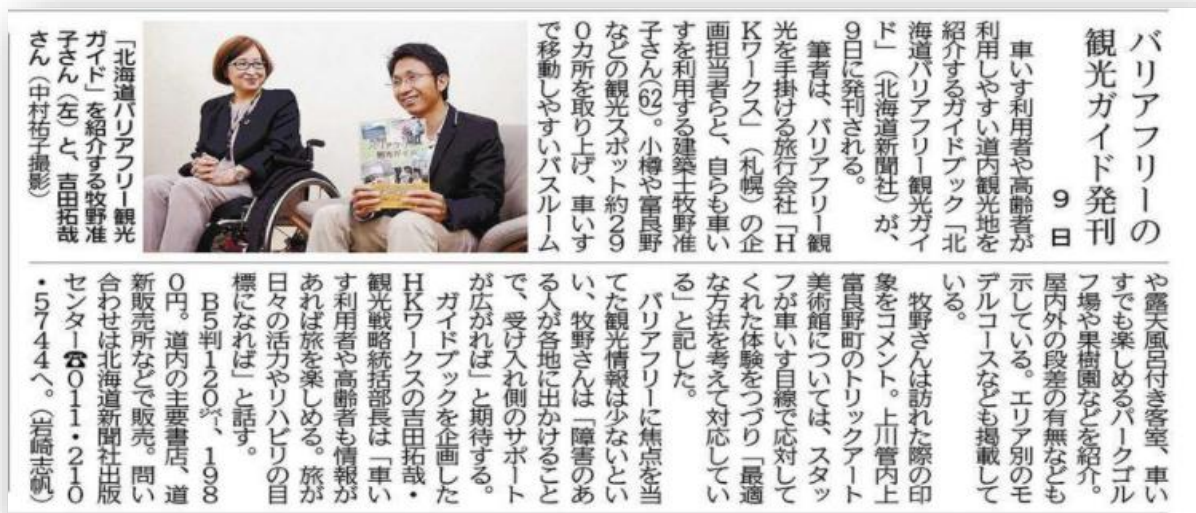 バリアフリーの
観光ガイド発刊
9日
車いす利用者や高齢者が
利用しやすい道内観光地を
紹介するガイドブック「北
海道バリアフリー観光ガイ
ド」(北海道新聞社)が、
9日に発刊される。
筆者は、バリアフリー観
光を手掛ける旅行会社「H
Kワークス」(札幌)の企
画担当者らと、自らも車い
すを利用する建築士牧野准
子さん(62)。小樽や富良野
などの観光スポット約29
0カ所を取り上げ、車いす
で移動しやすいバスルーム
バリアフリー
観光ガイド
「北海道バリアフリー観光
ガイド」を紹介する牧野准
子さん(左)と、吉田拓哉
さん(中村祐子撮影)
や露天風呂付き客室、車い
すでも楽しめるパークゴル
フ場や果樹園などを紹介。
屋内外の段差の有無なども
示している。エリア別のモ
デルコースなども掲載して
いる。
牧野さんは訪れた際の印
象をコメント。上川管内上
富良野町のトリックアート
美術館については、スタッ
フが車いす目線で応対して
くれた体験をつづり「最適
な方法を考えて対応してい
る」と記した。
バリアフリーに焦点を当
てた観光情報は少ないとい
い、牧野さんは「障害のあ
る人が各地に出かけること
で、受け入れ側のサポート
が広がれば」と期待する。
ガイドブックを企画した
HKワークスの吉田拓哉・
観光戦略統括部長は「車い
す利用者や高齢者も情報が
あれば旅を楽しめる。旅が
日々の活力やリハビリの目
標になれば」と話す。
B5判120㌻、198
0円。道内の主要書店、道
新販売所などで販売。問い
合わせは北海道新聞社出版
センター☎011・210
・5744へ。(岩崎志帆)